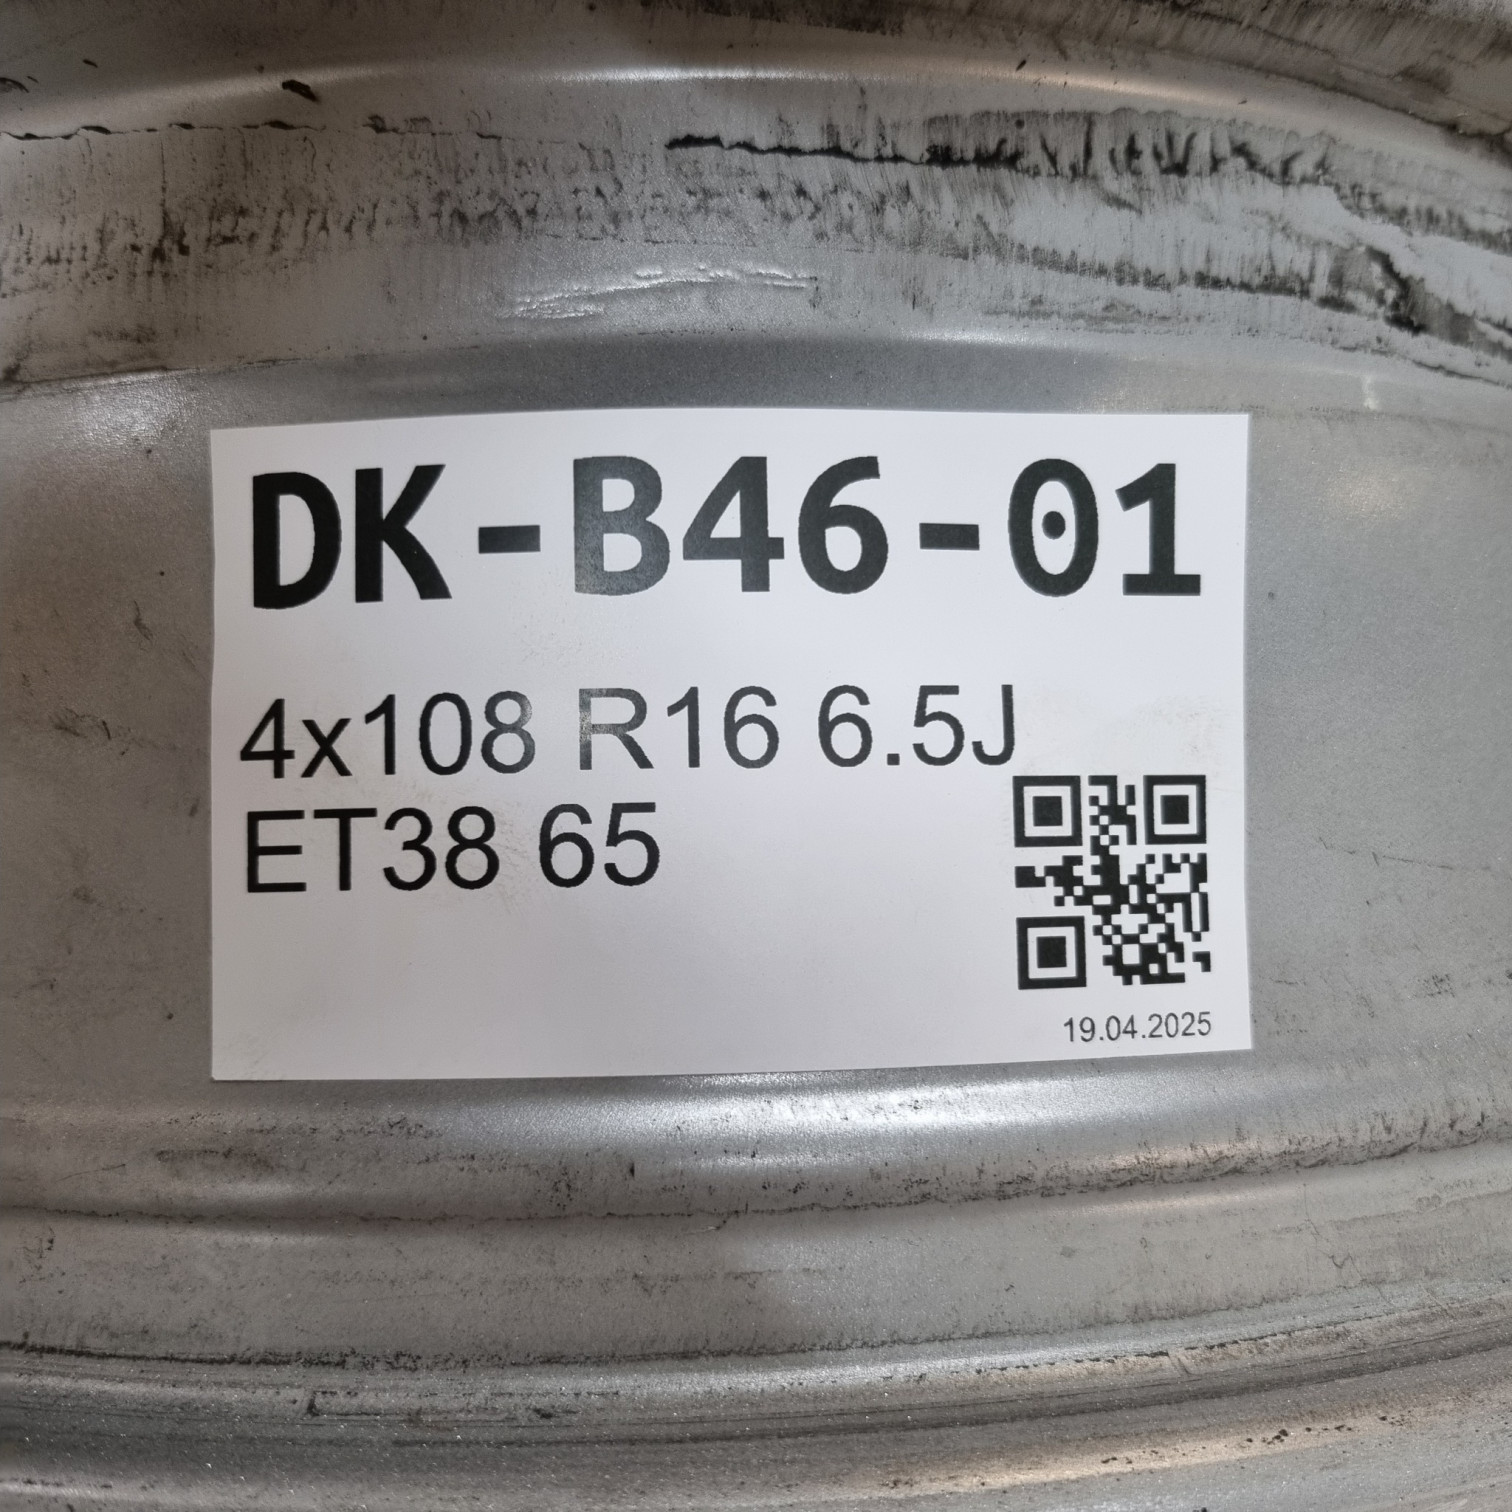 DK-B46-01
4x108 R16 6.5J
ET38 65
19.04.2025